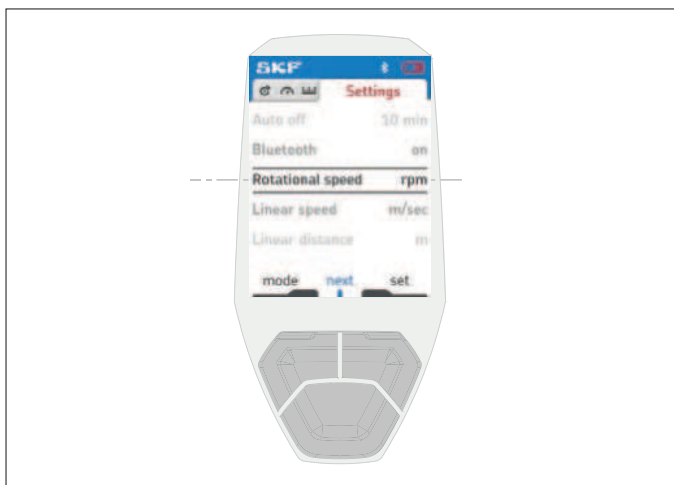 SKF
Settings
Auto off 10 min
Bluetooth on
Rotational speed rpm
Linear speed m/sec
Linear distance m
mode next set